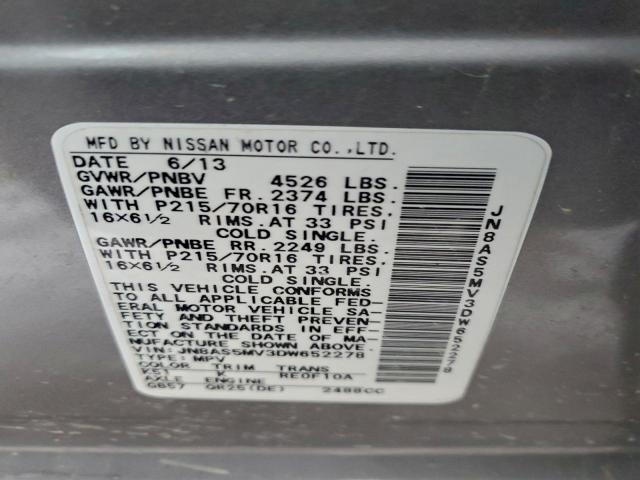 MFD BY NISSAN MOTOR CO.,LTD.
DATE 6/13
GVWR/PNBV 4526 LBS.
GAWR/PNBE FR. 2374 LBS.
WITH P215/70R16 TIRES.
16X6½ RIMS.AT 33 PSI
COLD SINGLE.
GAWR/PNBE RR. 2249 LBS.
WITH P215/70R16 TIRES.
16X6½ RIMS.AT 33 PSI
COLD SINGLE.
THIS VEHICLE CONFORMS
TO ALL APPLICABLE FED-
ERAL MOTOR VEHICLE SA-
FETY AND THEFT PREVEN-
TION STANDARDS IN EFF-
ECT ON THE DATE OF MA-
NUFACTURE SHOWN ABOVE.
VIN: JN8AS5MV3DW652278
TYPE: MPV
COLOR TRIM TRANS
K51 K RE0F10A
AXLE ENGINE
GB57 QR25(DE) 2488CC
JN8AS5MV3DW652278